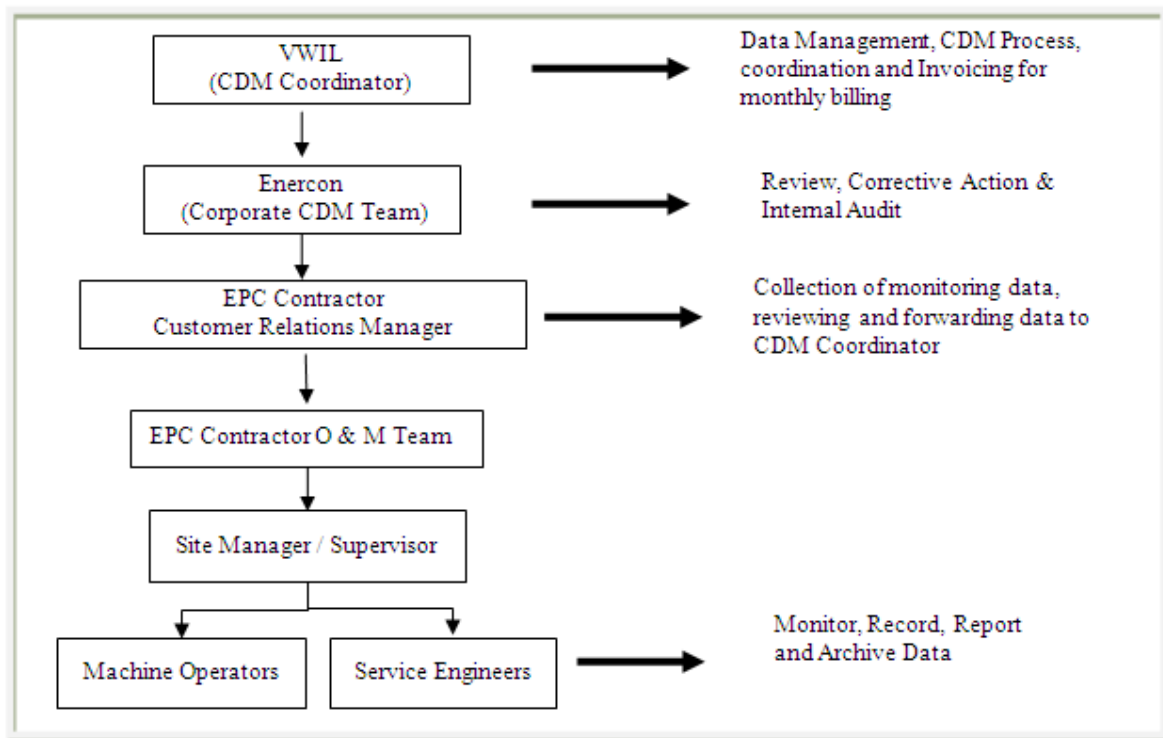 VWIL
(CDM Coordinator)
Data Management, CDM Process,
coordination and Invoicing for
monthly billing
Enercon
(Corporate CDM Team)
Review, Corrective Action &
Internal Audit
EPC Contractor
Customer Relations Manager
Collection of monitoring data,
reviewing and forwarding data to
CDM Coordinator
EPC Contractor O & M Team
Site Manager / Supervisor
Machine Operators
Service Engineers
Monitor, Record, Report
and Archive Data